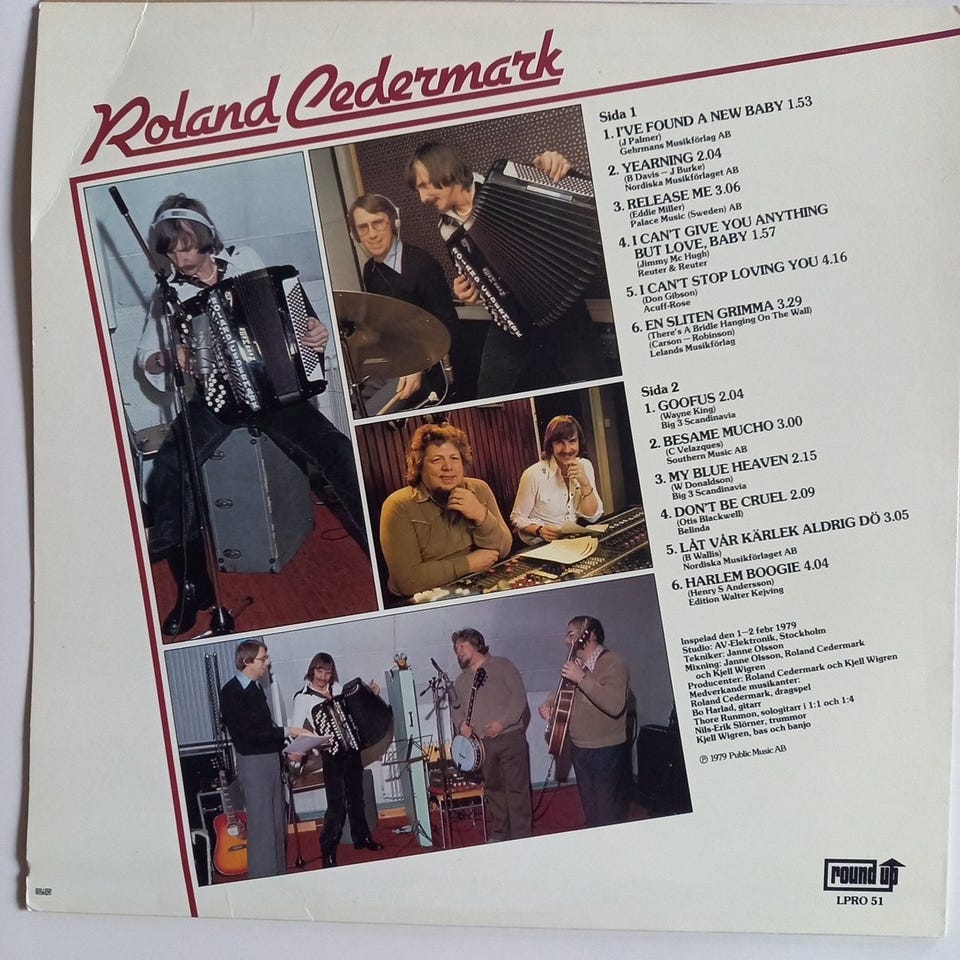 Roland Cedermark
Sida 1
1. I'VE FOUND A NEW BABY 1.53
(J Palmer)
Gehrmans Musikförlag AB
2. YEARNING 2.04
(B Davis – J Burke)
Nordiska Musikförlaget AB
3. RELEASE ME 3.06
(Eddie Miller)
Palace Music (Sweden) AB
4. I CAN'T GIVE YOU ANYTHING
BUT LOVE, BABY 1.57
(Jimmy Mc Hugh)
Reuter & Reuter
5. I CAN'T STOP LOVING YOU 4.16
(Don Gibson)
Acuff-Rose
6. EN SLITEN GRIMMA 3.29
(There's A Bridle Hanging On The Wall)
(Carson – Robinson)
Lelands Musikförlag
Sida 2
1. GOOFUS 2.04
(Wayne King)
Big 3 Scandinavia
2. BESAME MUCHO 3.00
(C Velazques)
Southern Music AB
3. MY BLUE HEAVEN 2.15
(W Donaldson)
Big 3 Scandinavia
4. DON'T BE CRUEL 2.09
(Otis Blackwell)
Belinda
5. LÅT VÅR KÄRLEK ALDRIG DÖ 3.05
(B Wallis)
Nordiska Musikförlaget AB
6. HARLEM BOOGIE 4.04
(Henry S Andersson)
Edition Walter Kejving
Inspelad den 1–2 febr 1979
Studio: AV-Elektronik, Stockholm
Tekniker: Janne Olsson
Mixning: Janne Olsson, Roland Cedermark
och Kjell Wigren
Producenter: Roland Cedermark och Kjell Wigren
Medverkande musikanter:
Roland Cedermark, dragspel
Bo Harlad, gitarr
Thore Runmon, sologitarr i 1:1 och 1:4
Nils-Erik Slörner, trummor
Kjell Wigren, bas och banjo
℗ 1979 Public Music AB
round up
LPRO 51